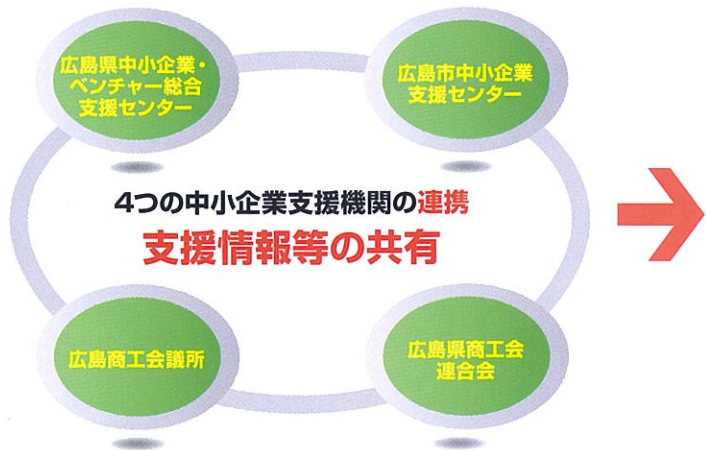 広島県中小企業・
ベンチャー総合
支援センター
広島市中小企業
支援センター
4つの中小企業支援機関の連携
支援情報等の共有
広島商工会議所
広島県商工会
連合会